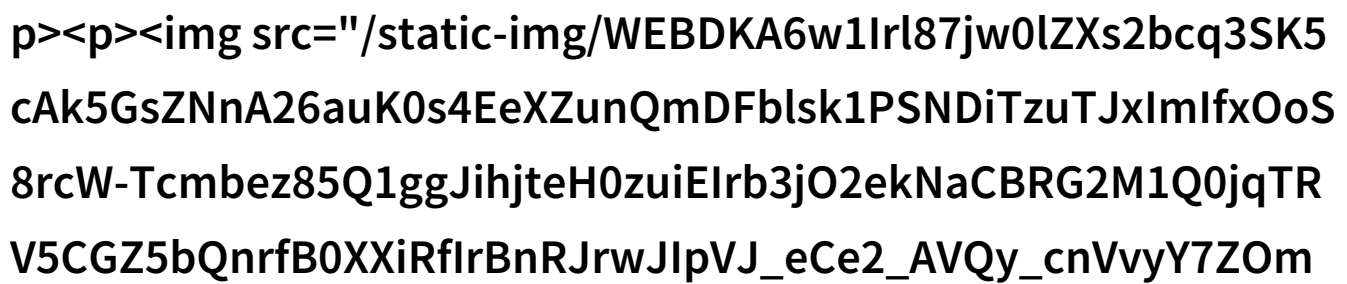 p><p><img src="/static-img/WEBDKA6w1Irl87jw0lZXs2bcq3SK5
cAk5GsZNnA26auK0s4EeXZunQmDFblsk1PSNDiTzuTJxImIfxOoS
8rcW-Tcmbez85Q1ggJihjteH0zuiEIrb3jO2ekNaCBRG2M1Q0jqTR
V5CGZ5bQnrfB0XXiRfIrBnRJrwJIpVJ_eCe2_AVQy_cnVvyY7ZOm